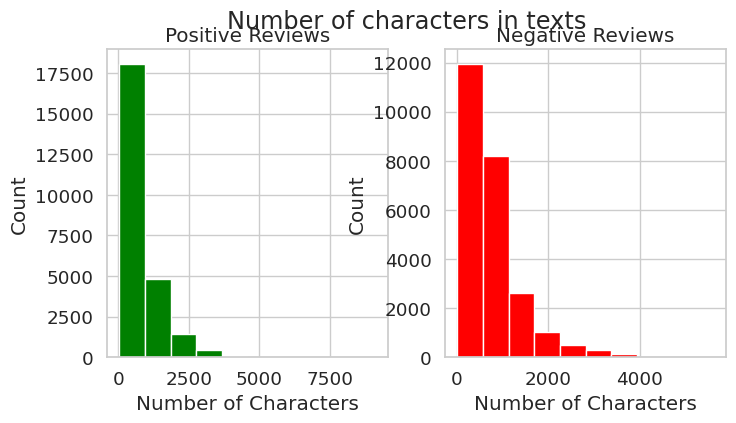 Number of characters in texts
Positive Reviews
17500
15000
12500
10000
7500
5000
2500
0
Count
0 2500 5000 7500
Number of Characters
Negative Reviews
12000
10000
8000
6000
4000
2000
0
Count
0 2000 4000
Number of Characters